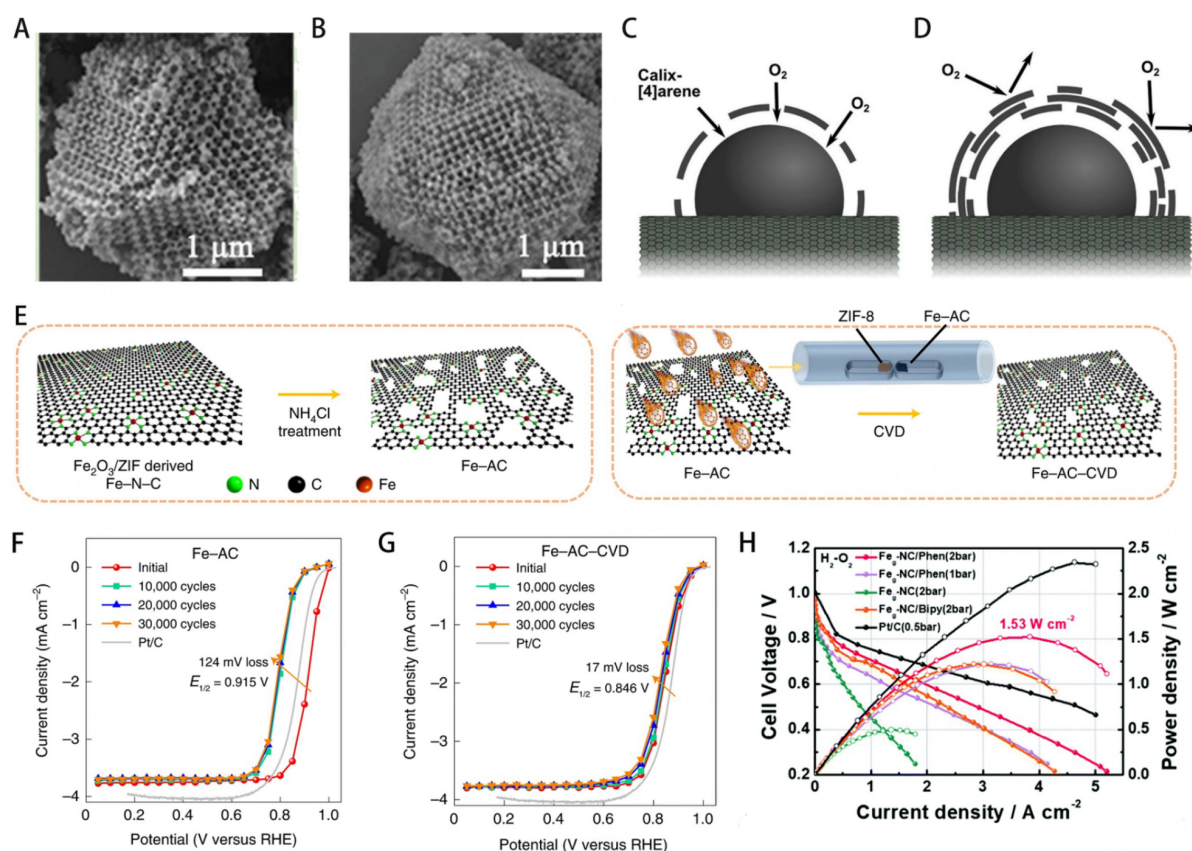 A
1 μm
B
1 μm
C
Calix-
[4]arene
O2
O2
D
O2
O2
E
NH4Cl
treatment
Fe2O3/ZIF derived
Fe–N–C
Fe–AC
N
C
Fe
ZIF-8
Fe–AC
CVD
Fe–AC
Fe–AC–CVD
F
Fe–AC
Initial
10,000 cycles
20,000 cycles
30,000 cycles
Pt/C
124 mV loss
E1/2 = 0.915 V
Current density (mA cm−2)
0
–1
–2
–3
–4
0
0.2
0.4
0.6
0.8
1.0
Potential (V versus RHE)
G
Fe–AC–CVD
Initial
10,000 cycles
20,000 cycles
30,000 cycles
Pt/C
17 mV loss
E1/2 = 0.846 V
Current density (mA cm−2)
0
–1
–2
–3
–4
0
0.2
0.4
0.6
0.8
1.0
Potential (V versus RHE)
H
H2-O2
Feg-NC/Phen(2bar)
Feg-NC/Phen(1bar)
Feg-NC(2bar)
Feg-NC/Bipy(2bar)
Pt/C(0.5bar)
1.53 W cm-2
Cell Voltage / V
1.2
1.0
0.8
0.6
0.4
0.2
Power density / W cm-2
2.5
2.0
1.5
1.0
0.5
0.0
0
1
2
3
4
5
Current density / A cm-2